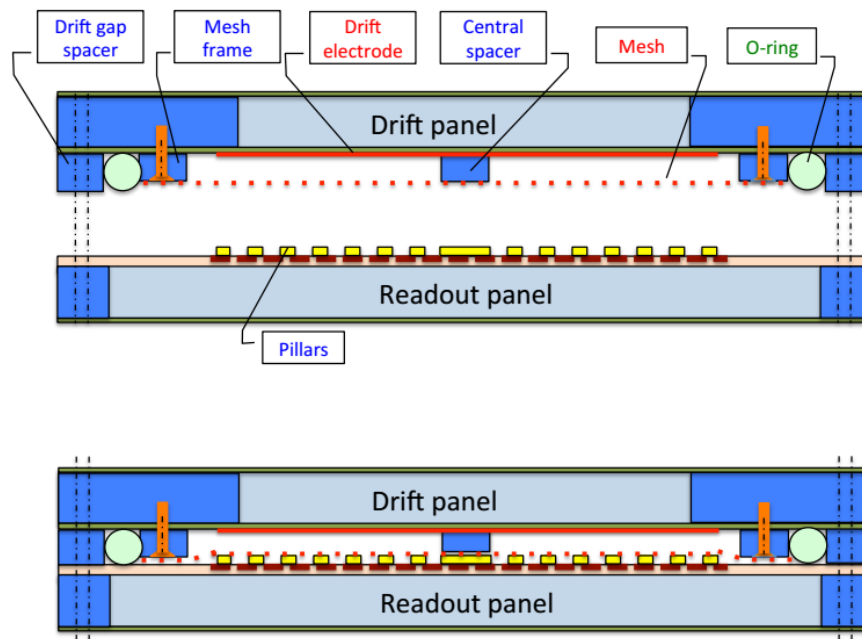 Drift gap
spacer
Mesh
frame
Drift
electrode
Central
spacer
Mesh
O-ring
Drift panel
Readout panel
Pillars
Drift panel
Readout panel